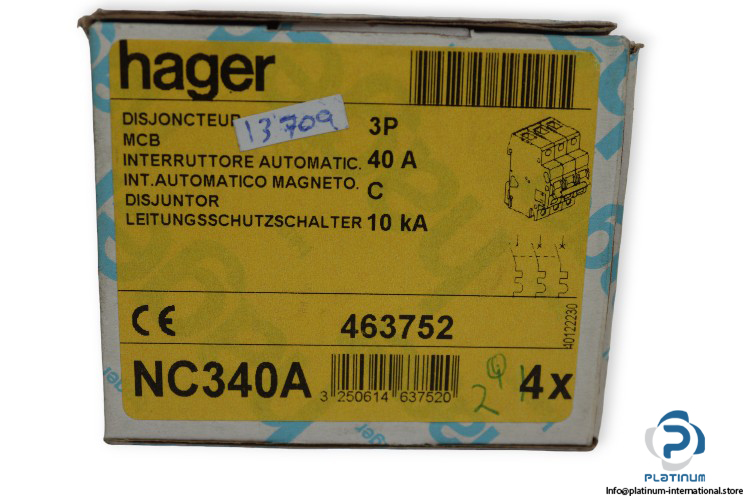 hager
DISJONCTEUR 13709 3P
MCB
INTERRUTTORE AUTOMATIC. 40 A
INT.AUTOMATICO MAGNETO. C
DISJUNTOR
LEITUNGSSCHUTZSCHALTER 10 kA
40122230
CE 463752
NC340A 3 250614 637520 4x
hager
PLATINUM
Info@platinum-international.store